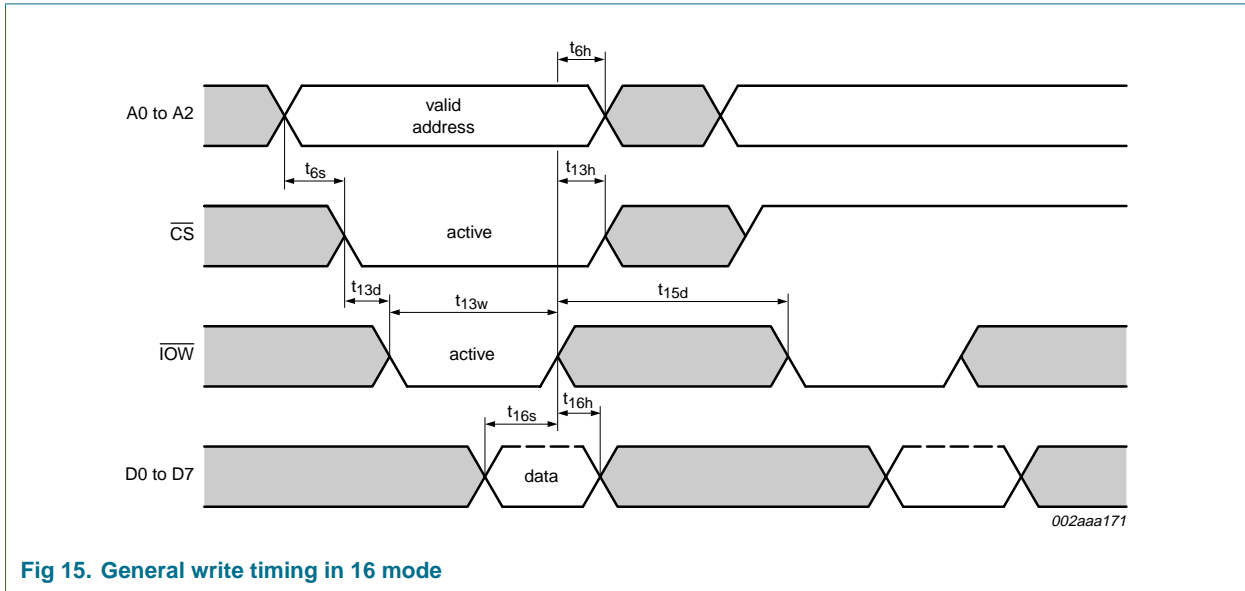 t6h
A0 to A2
valid
address
t6s
t13h
CS
active
t13d
t13w
t15d
IOW
active
t16s
t16h
D0 to D7
data
002aaa171
Fig 15. General write timing in 16 mode